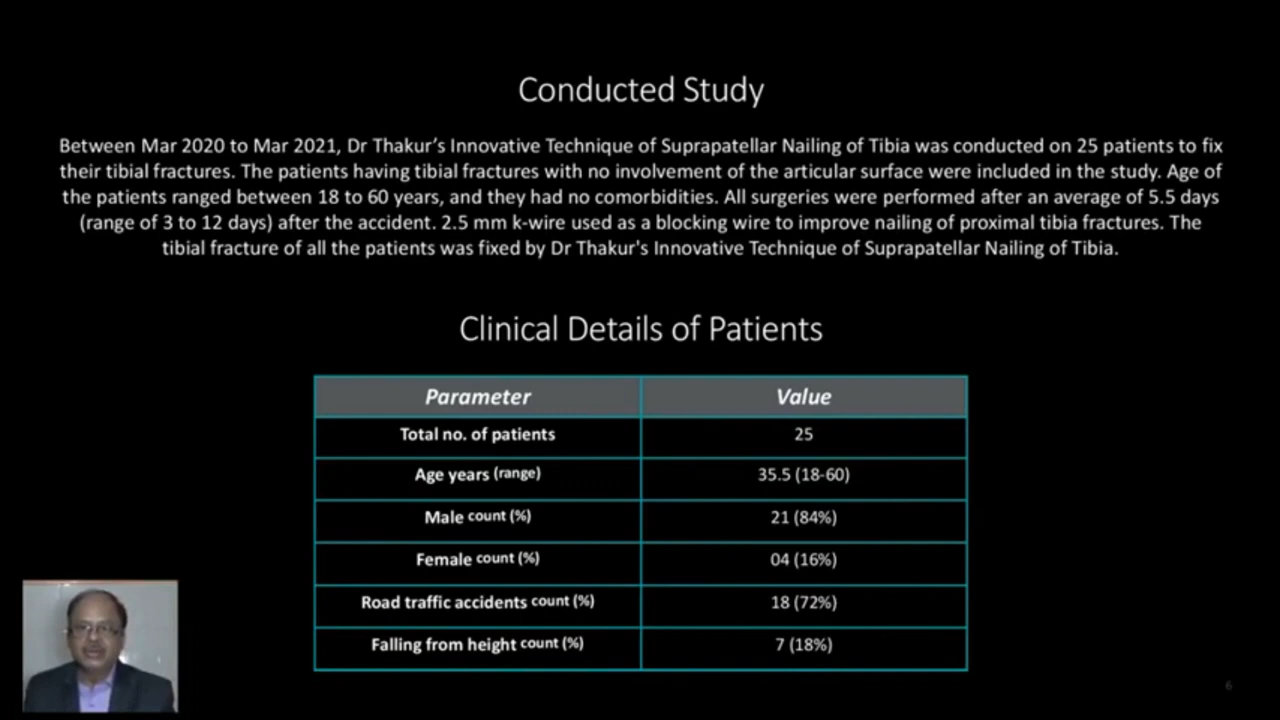 Conducted Study
Between Mar 2020 to Mar 2021, Dr Thakur’s Innovative Technique of Suprapatellar Nailing of Tibia was conducted on 25 patients to fix
their tibial fractures. The patients having tibial fractures with no involvement of the articular surface were included in the study. Age of
the patients ranged between 18 to 60 years, and they had no comorbidities. All surgeries were performed after an average of 5.5 days
(range of 3 to 12 days) after the accident. 2.5 mm k-wire used as a blocking wire to improve nailing of proximal tibia fractures. The
tibial fracture of all the patients was fixed by Dr Thakur's Innovative Technique of Suprapatellar Nailing of Tibia.
Clinical Details of Patients
Parameter Value
Total no. of patients 25
Age years (range) 35.5 (18-60)
Male count (%) 21 (84%)
Female count (%) 04 (16%)
Road traffic accidents count (%) 18 (72%)
Falling from height count (%) 7 (18%)
6